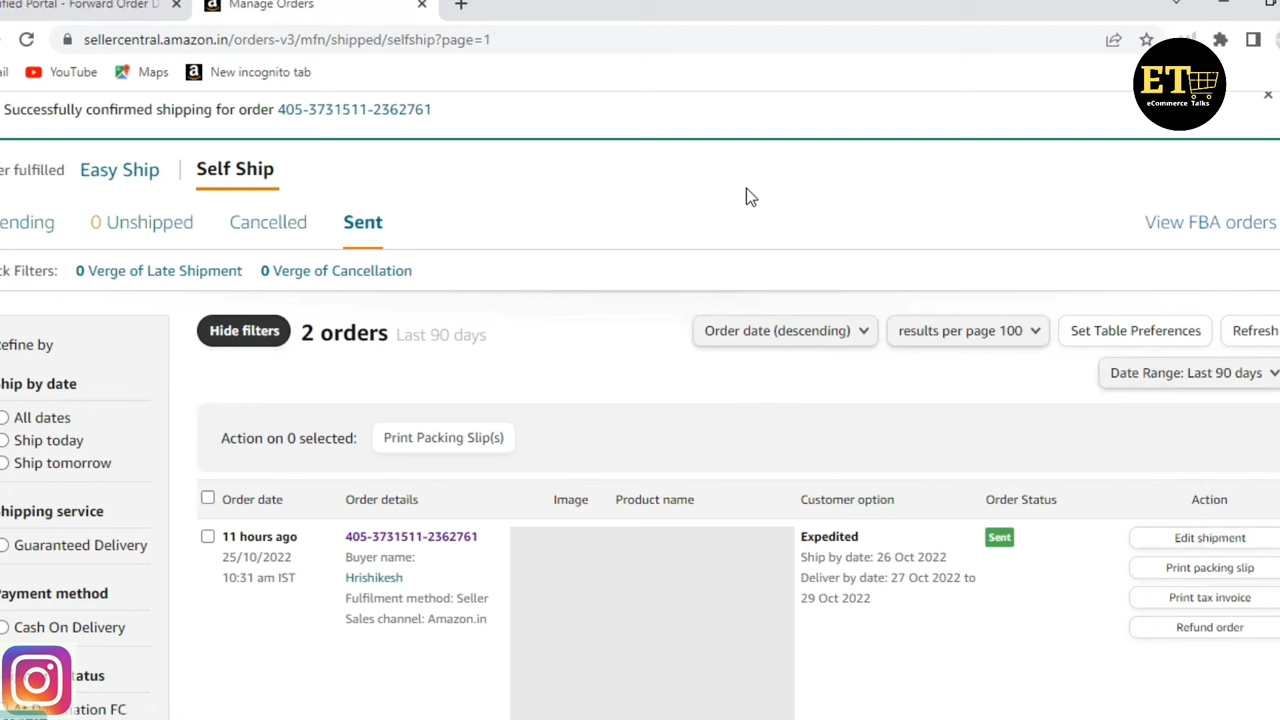 ified Portal - Forward Order D
Manage Orders
sellercentral.amazon.in/orders-v3/mfn/shipped/selfship?page=1
ail
YouTube
Maps
New incognito tab
ET
eCommerce Talks
Successfully confirmed shipping for order 405-3731511-2362761
er fulfilled
Easy Ship
Self Ship
ending
0 Unshipped
Cancelled
Sent
View FBA orders
ck Filters:
0 Verge of Late Shipment
0 Verge of Cancellation
Hide filters
2 orders Last 90 days
Order date (descending)
results per page 100
Set Table Preferences
Refresh
Date Range: Last 90 days
efine by
hip by date
All dates
Ship today
Ship tomorrow
hipping service
Guaranteed Delivery
ayment method
Cash On Delivery
tatus
At De ination FC
Action on 0 selected:
Print Packing Slip(s)
Order date
Order details
Image
Product name
Customer option
Order Status
Action
11 hours ago
25/10/2022
10:31 am IST
405-3731511-2362761
Buyer name:
Hrishikesh
Fulfilment method: Seller
Sales channel: Amazon.in
Expedited
Ship by date: 26 Oct 2022
Deliver by date: 27 Oct 2022 to
29 Oct 2022
Sent
Edit shipment
Print packing slip
Print tax invoice
Refund order